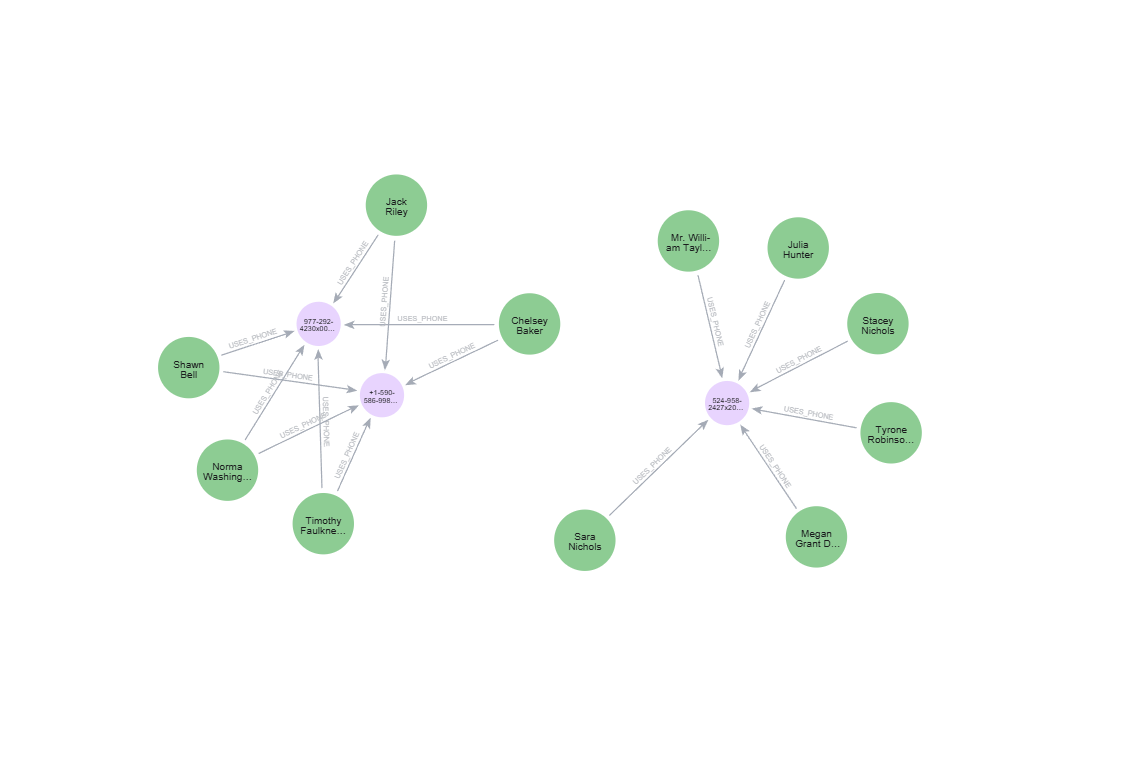 Jack
Riley
USES_PHONE
USES_PHONE
977-292-
4230x00...
USES_PHONE
Chelsey
Baker
USES_PHONE
USES_PHONE
Shawn
Bell
USES_PHONE
+1-590-
586-998...
USES_PHONE
USES_PHONE
USES_PHONE
USES_PHONE
Norma
Washing...
Timothy
Faulkne...
Mr. Willi-
am Tayl...
Julia
Hunter
USES_PHONE
USES_PHONE
Stacey
Nichols
USES_PHONE
524-958-
2427x20...
USES_PHONE
Tyrone
Robinso...
USES_PHONE
USES_PHONE
Sara
Nichols
Megan
Grant D...